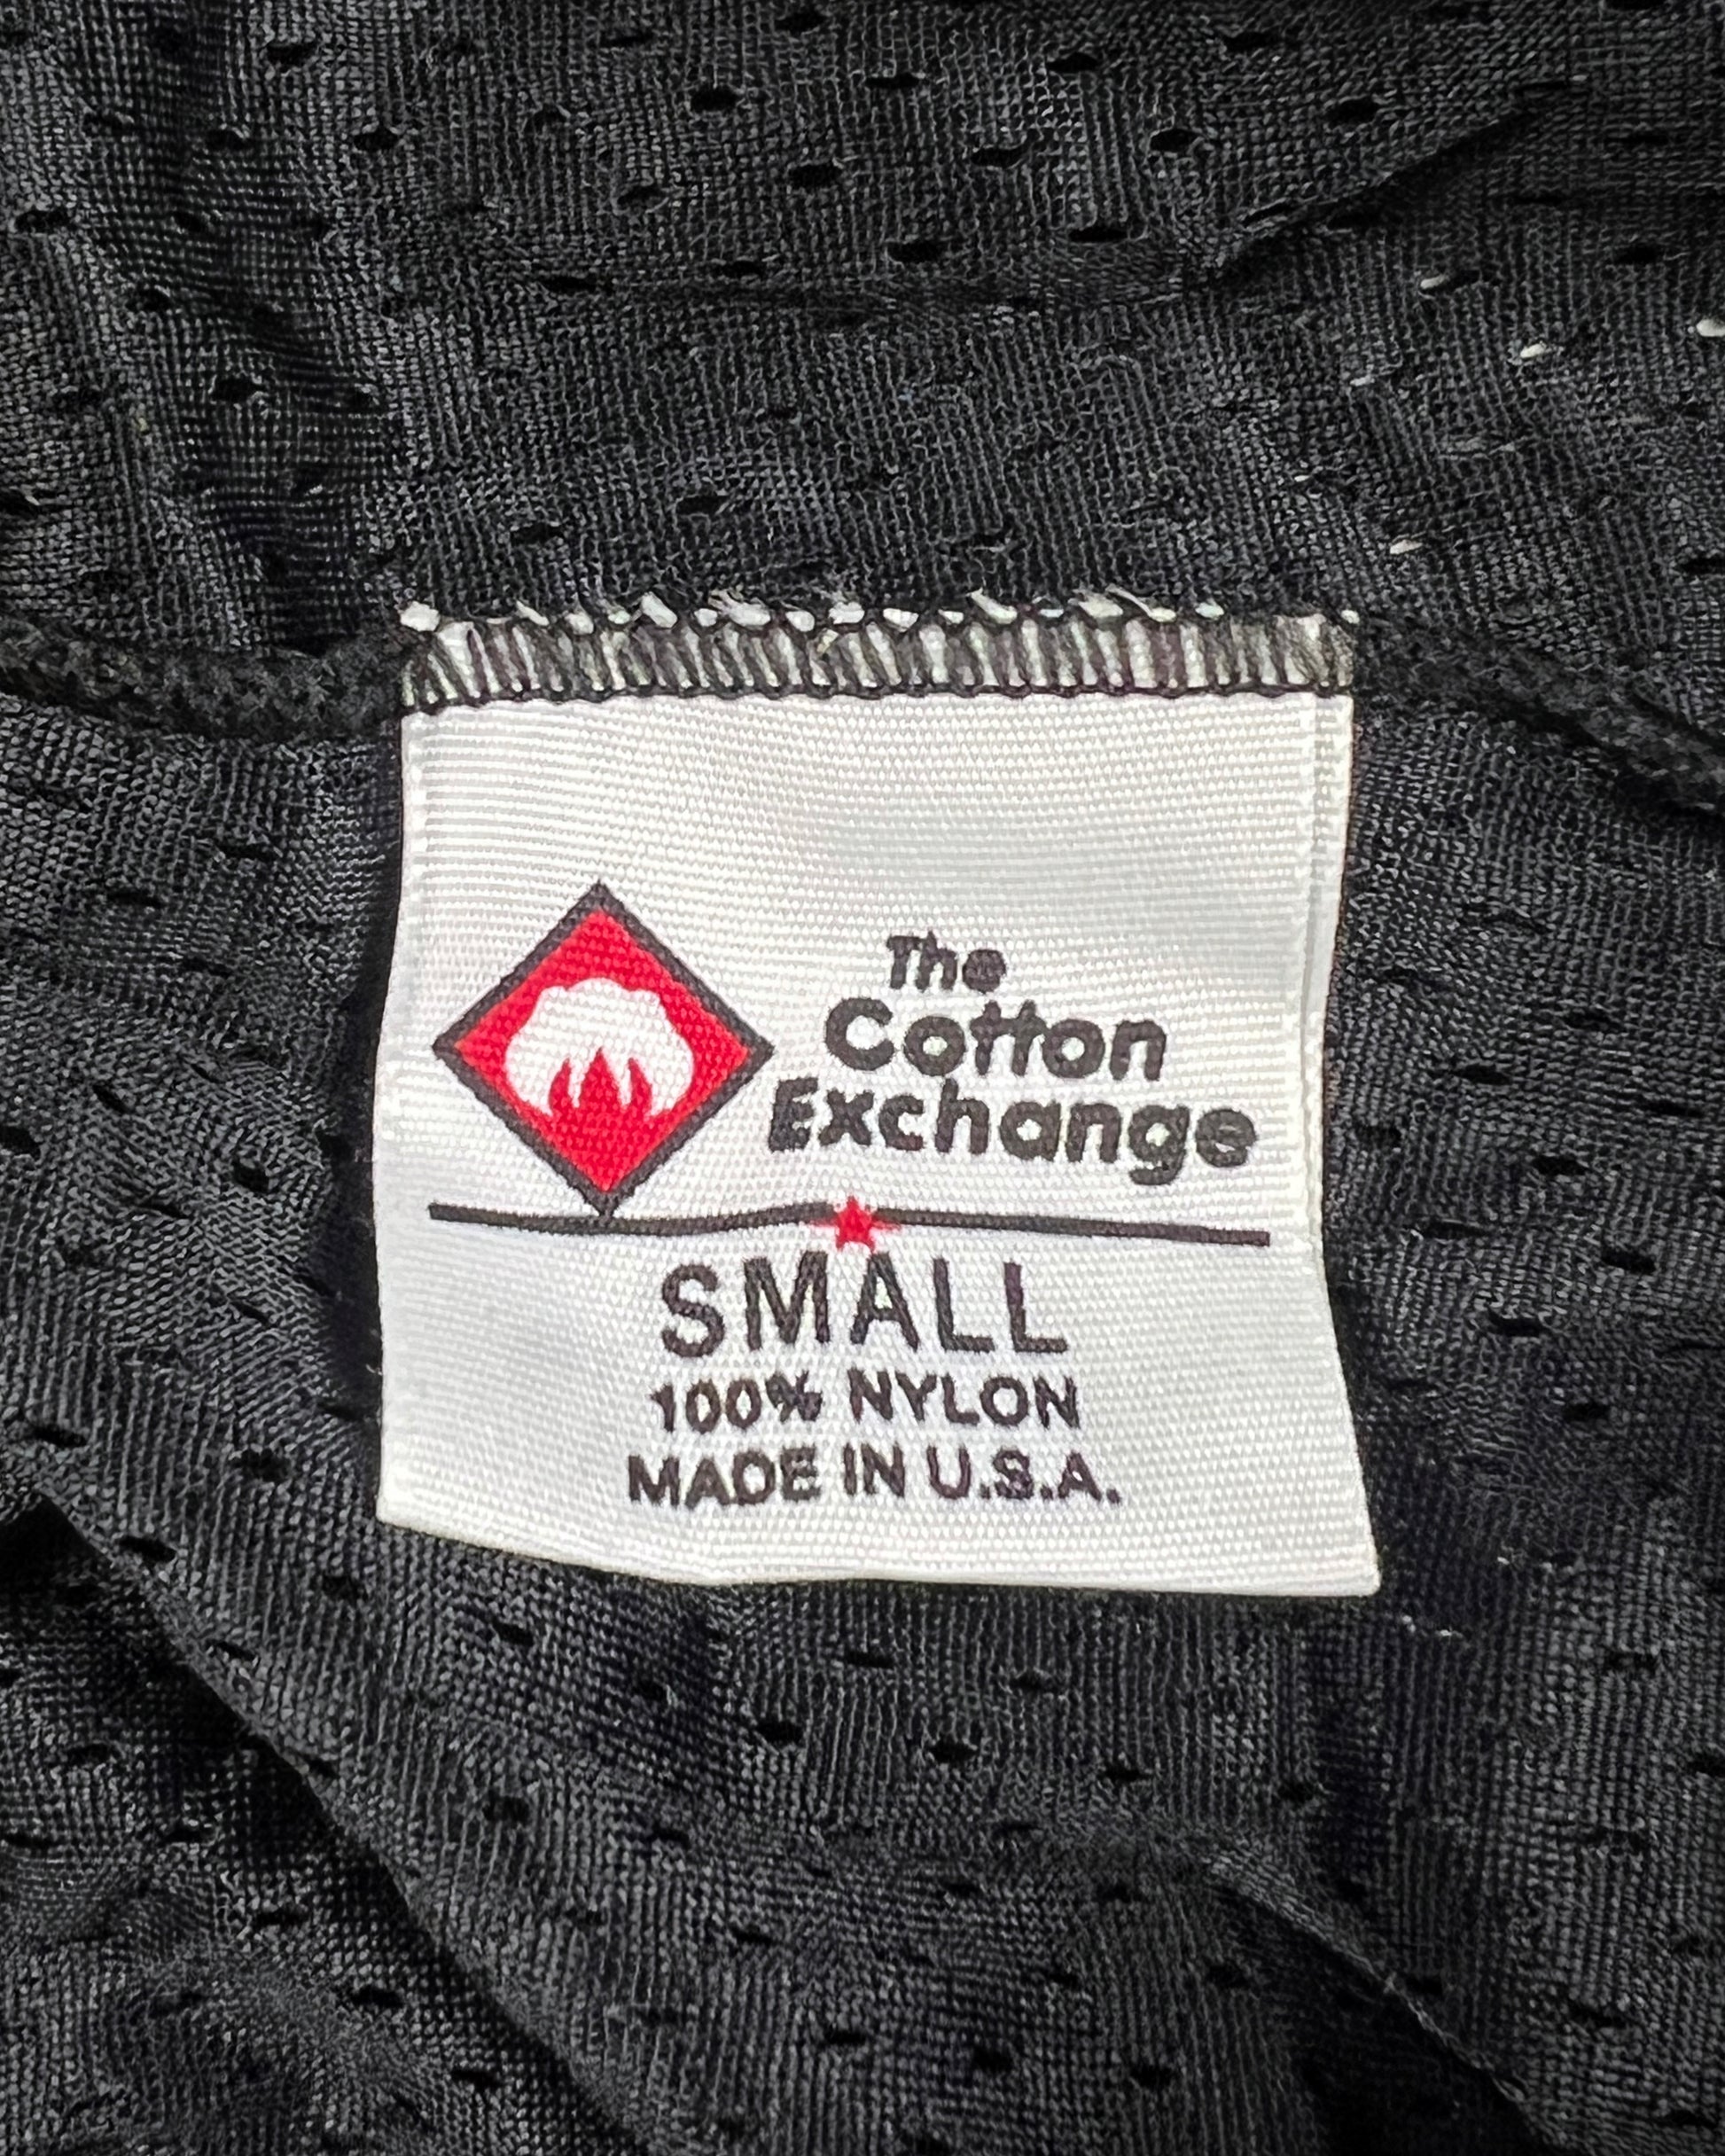 The
Cotton
Exchange
SMALL
100% NYLON
MADE IN U.S.A.